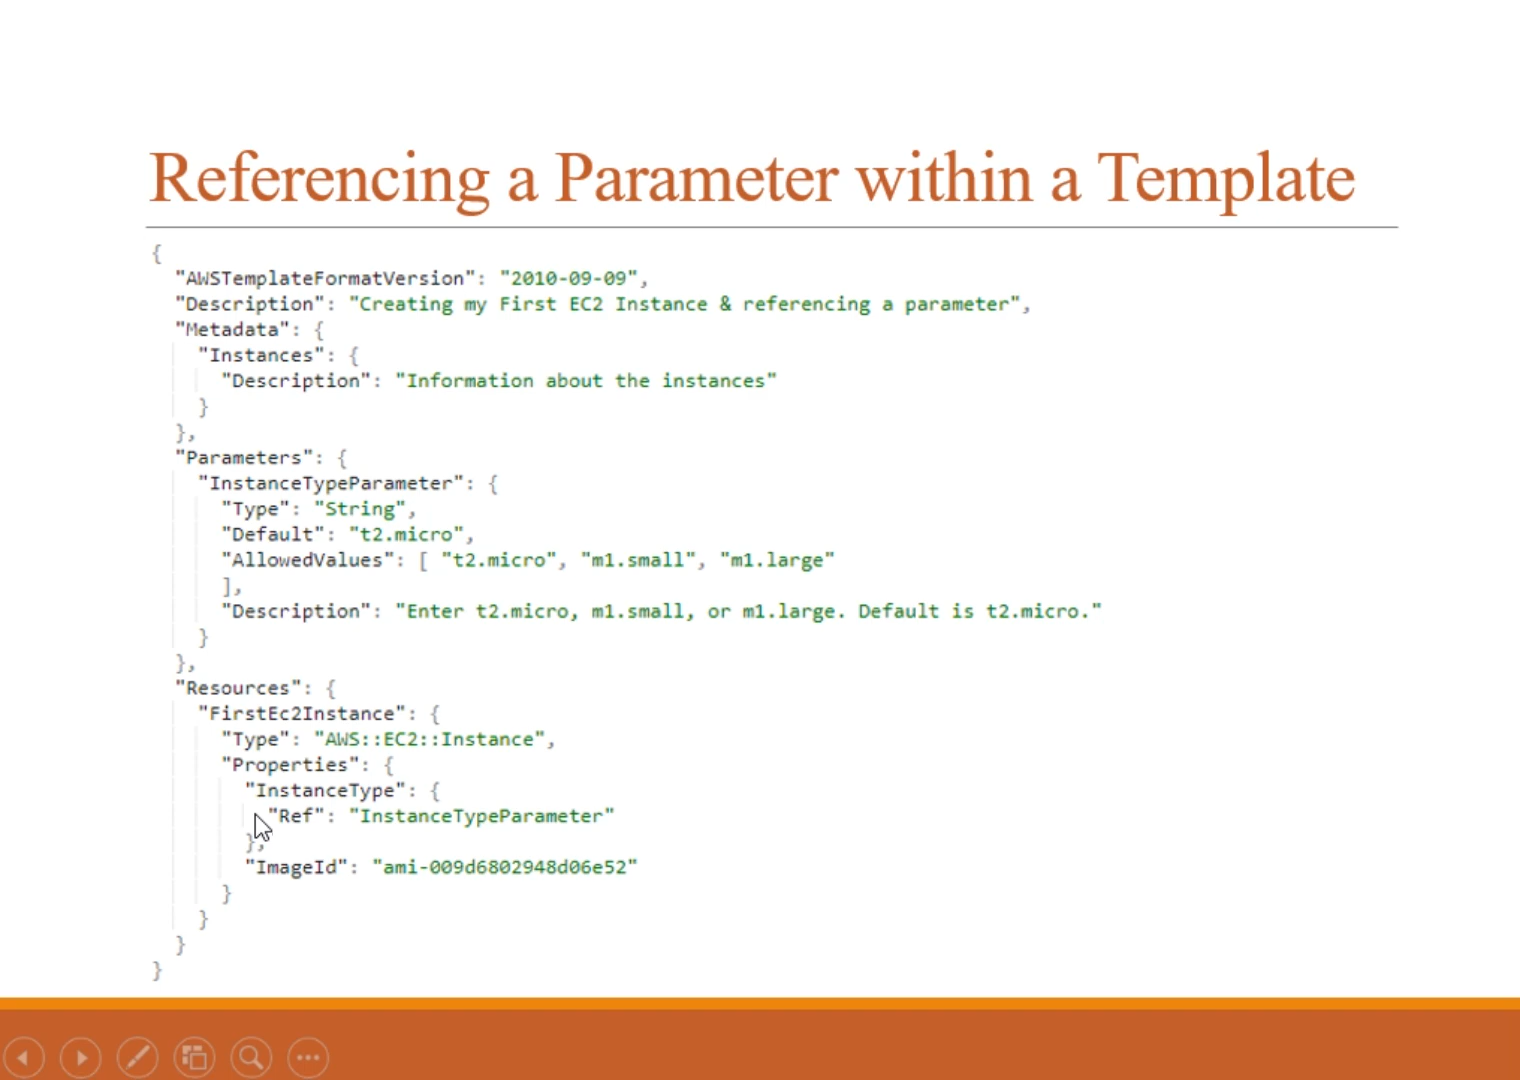 Referencing a Parameter within a Template
{
"AWSTemplateFormatVersion": "2010-09-09",
"Description": "Creating my First EC2 Instance & referencing a parameter",
"Metadata": {
"Instances": {
"Description": "Information about the instances"
}
},
"Parameters": {
"InstanceTypeParameter": {
"Type": "String",
"Default": "t2.micro",
"AllowedValues": [ "t2.micro", "m1.small", "m1.large"
],
"Description": "Enter t2.micro, m1.small, or m1.large. Default is t2.micro."
}
},
"Resources": {
"FirstEc2Instance": {
"Type": "AWS::EC2::Instance",
"Properties": {
"InstanceType": {
"Ref": "InstanceTypeParameter"
},
"ImageId": "ami-009d6802948d06e52"
}
}
}
}